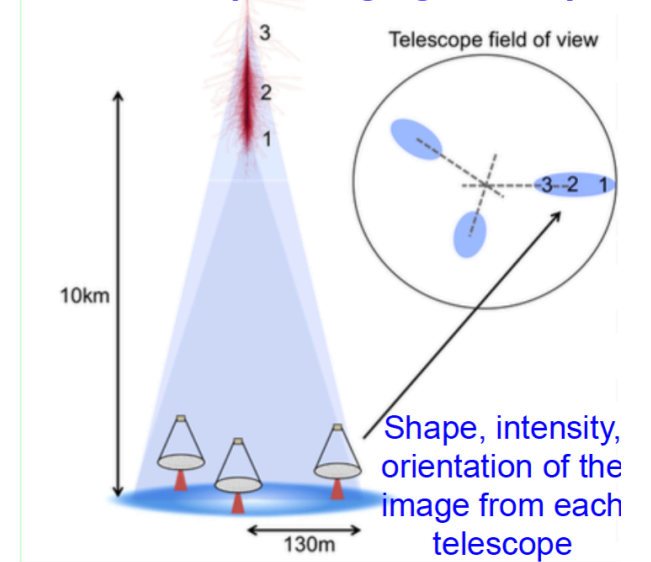 3
Telescope field of view
2
1
3--2 1
10km
Shape, intensity,
orientation of the
image from each
telescope
130m